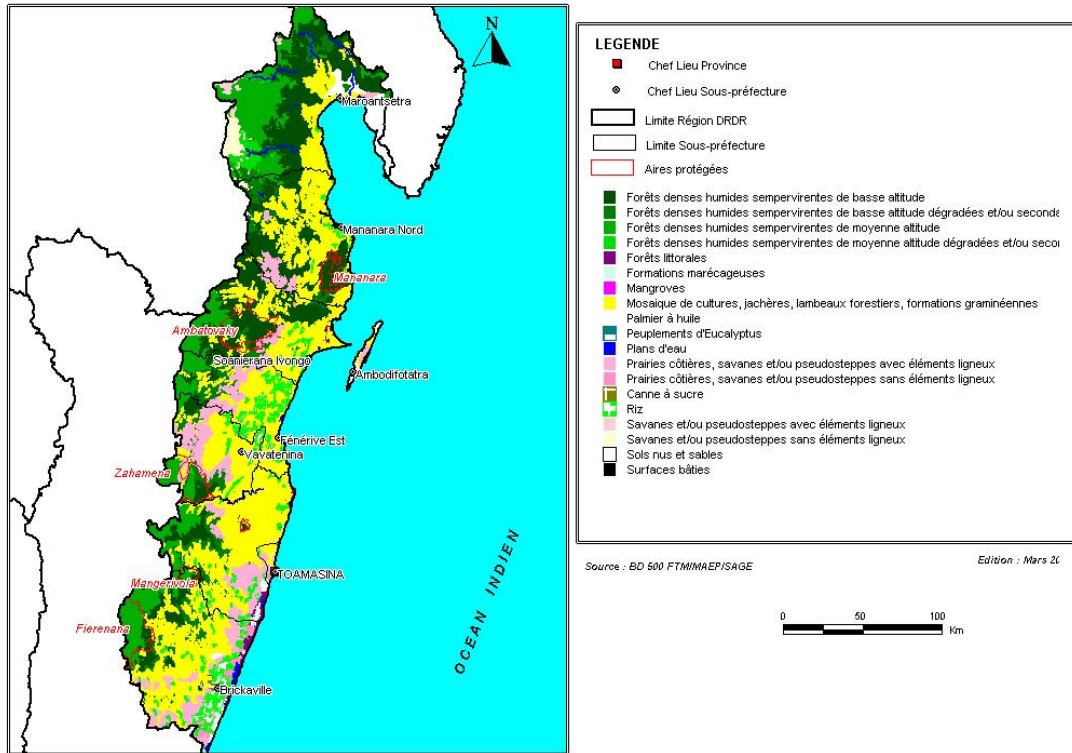 N
Maroantsetra
Mananara Nord
Mananara
Ambatovaky
Soanierana Ivongo
Ambodifotatra
Fénérive Est
Vavatenina
Zahamena
TOAMASINA
Mangerivola
Fierenana
Brickaville
OCEAN INDIEN
LEGENDE
Chef Lieu Province
Chef Lieu Sous-préfecture
Limite Région DRDR
Limite Sous-préfecture
Aires protégées
Forêts denses humides sempervirentes de basse altitude
Forêts denses humides sempervirentes de basse altitude dégradées et/ou seconda
Forêts denses humides sempervirentes de moyenne altitude
Forêts denses humides sempervirentes de moyenne altitude dégradées et/ou secon
Forêts littorales
Formations marécageuses
Mangroves
Mosaique de cultures, jachères, lambeaux forestiers, formations graminéennes
Palmier à huile
Peuplements d'Eucalyptus
Plans d'eau
Prairies côtières, savanes et/ou pseudosteppes avec éléments ligneux
Prairies côtières, savanes et/ou pseudosteppes sans éléments ligneux
Canne à sucre
Riz
Savanes et/ou pseudosteppes avec éléments ligneux
Savanes et/ou pseudosteppes sans éléments ligneux
Sols nus et sables
Surfaces bâties
Source : BD 500 FTM/MAEP/SAGE
Edition : Mars 20
0 50 100
Km